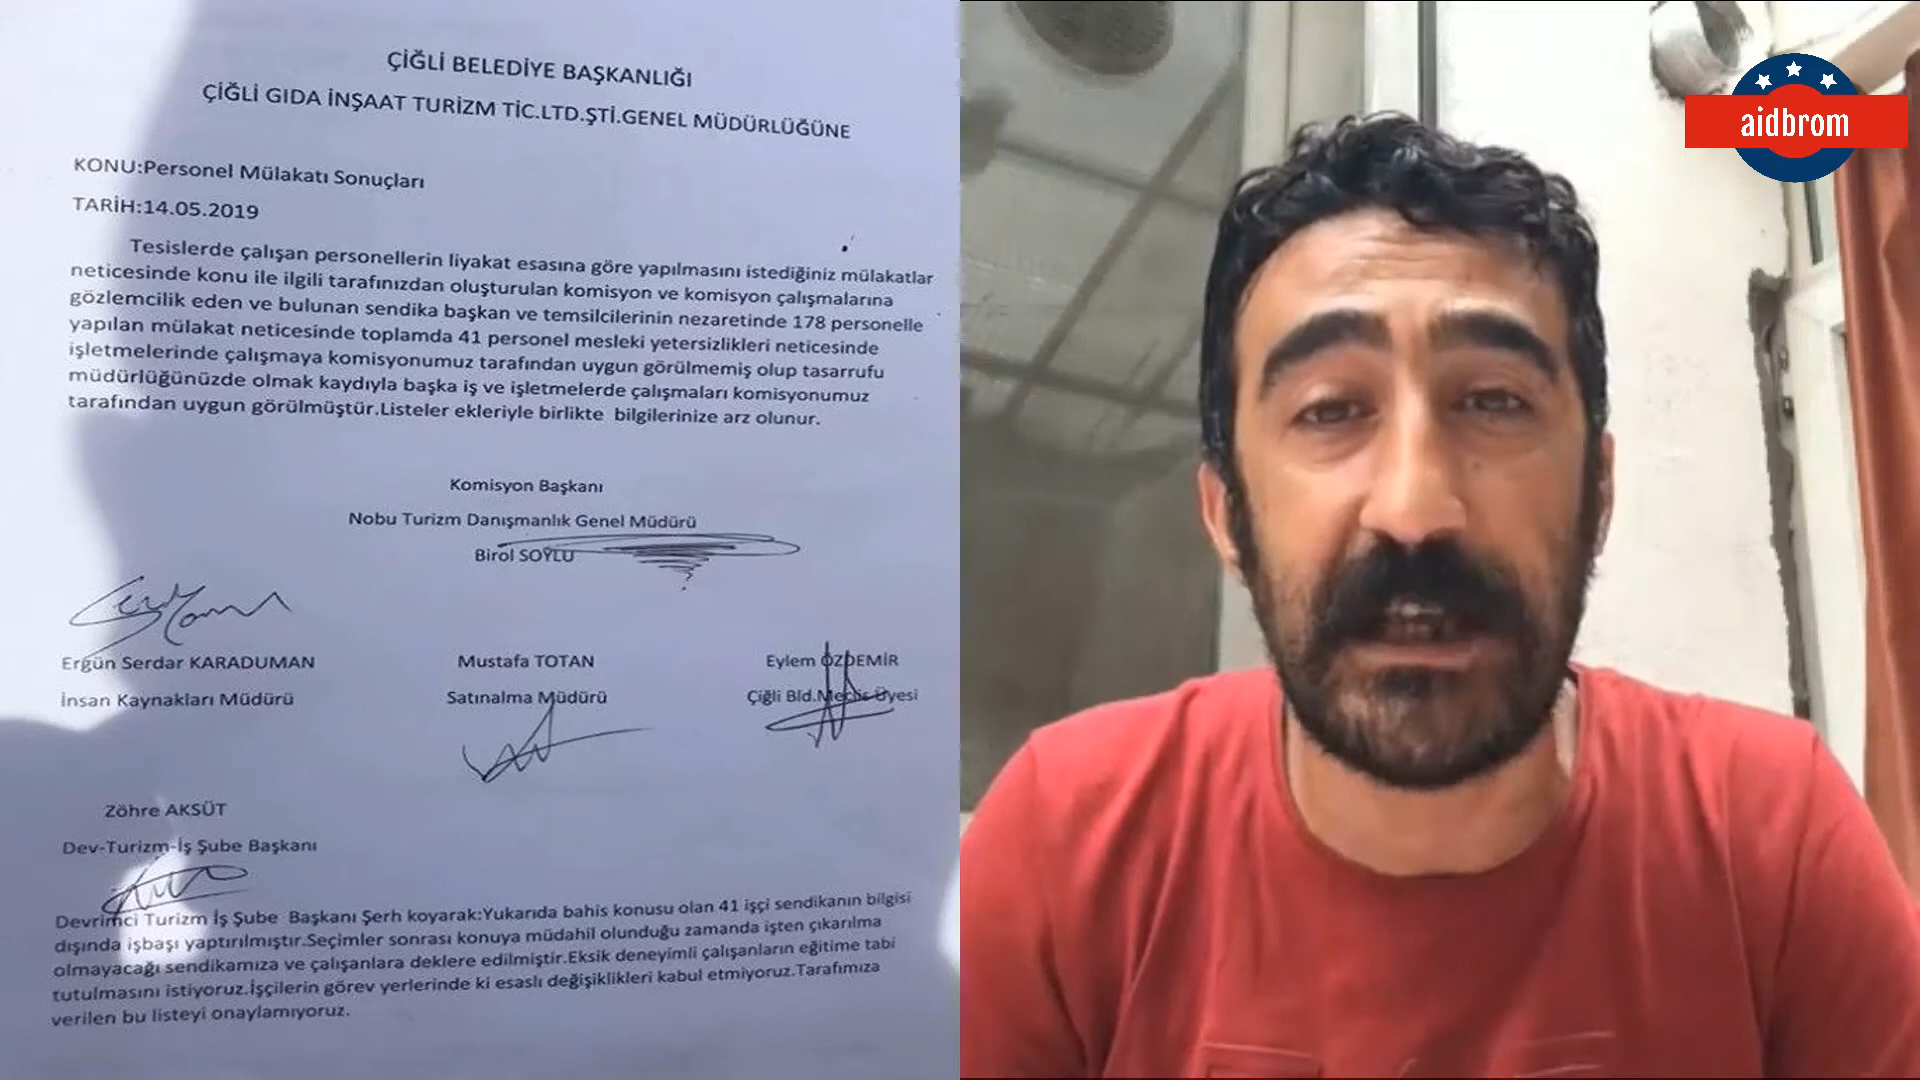 ÇİĞLİ BELEDİYE BAŞKANLIĞI
ÇİĞLİ GIDA İNŞAAT TURİZM TİC.LTD.ŞTİ.GENEL MÜDÜRLÜĞÜNE
KONU:Personel Mülakatı Sonuçları
TARİH:14.05.2019
Tesislerde çalışan personellerin liyakat esasına göre yapılmasını istediğiniz mülakatlar
neticesinde konu ile ilgili tarafınızdan oluşturulan komisyon ve komisyon çalışmalarına
gözlemcilik eden ve bulunan sendika başkan ve temsilcilerinin nezaretinde 178 personelle
yapılan mülakat neticesinde toplamda 41 personel mesleki yetersizlikleri neticesinde
işletmelerinde çalışmaya komisyonumuz tarafından uygun görülmemiş olup tasarrufu
müdürlüğünüzde olmak kaydıyla başka iş ve işletmelerde çalışmaları komisyonumuz
tarafından uygun görülmüştür.Listeler ekleriyle birlikte bilgilerinize arz olunur.
Komisyon Başkanı
Nobu Turizm Danışmanlık Genel Müdürü
Birol SOYLU
Ergün Serdar KARADUMAN
Mustafa TOTAN
Eylem ÖZDEMİR
İnsan Kaynakları Müdürü
Satınalma Müdürü
Çiğli Bld.Meclis Üyesi
Zöhre AKSÜT
Dev-Turizm-İş Şube Başkanı
Devrimci Turizm İş Şube Başkanı Şerh koyarak:Yukarıda bahis konusu olan 41 işçi sendikanın bilgisi
dışında işbaşı yaptırılmıştır.Seçimler sonrası konuya müdahil olunduğu zamanda işten çıkarılma
olmayacağı sendikamıza ve çalışanlara deklere edilmiştir.Eksik deneyimli çalışanların eğitime tabi
tutulmasını istiyoruz.İşçilerin görev yerlerinde ki esaslı değişiklikleri kabul etmiyoruz.Tarafımıza
verilen bu listeyi onaylamıyoruz.
aidbrom